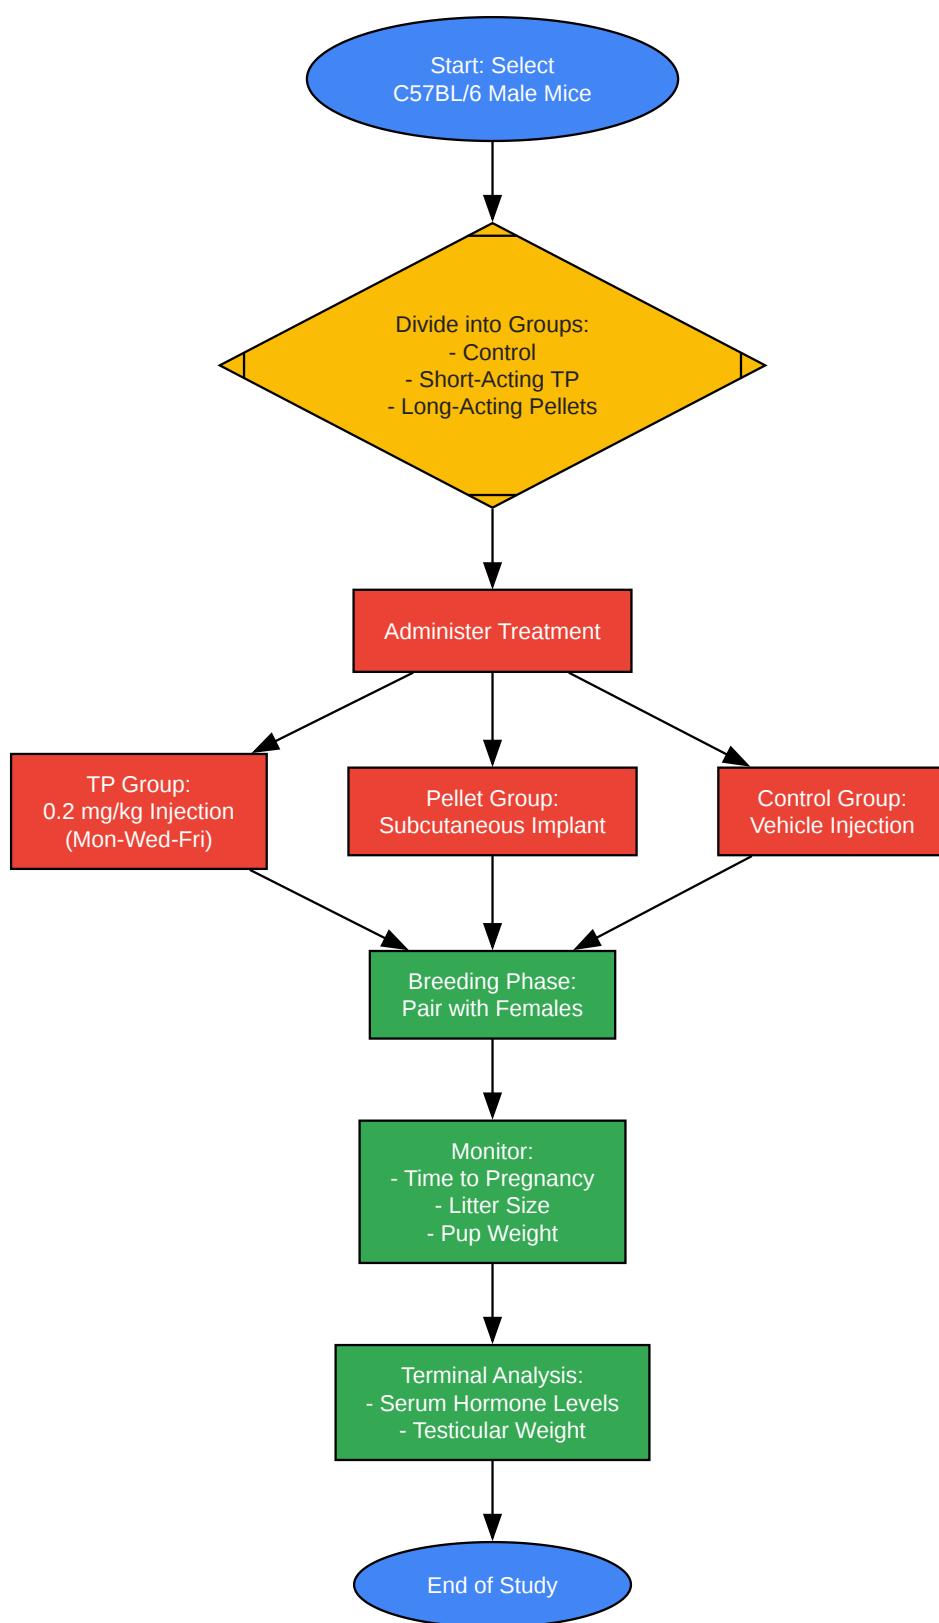 Start: Select
C57BL/6 Male Mice
Divide into Groups:
- Control
- Short-Acting TP
- Long-Acting Pellets
Administer Treatment
TP Group:
0.2 mg/kg Injection
(Mon-Wed-Fri)
Pellet Group:
Subcutaneous Implant
Control Group:
Vehicle Injection
Breeding Phase:
Pair with Females
Monitor:
- Time to Pregnancy
- Litter Size
- Pup Weight
Terminal Analysis:
- Serum Hormone Levels
- Testicular Weight
End of Study